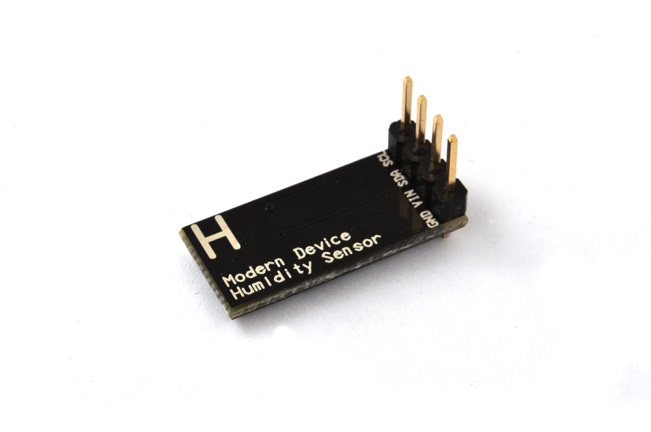 H
Modern Device
Humidity Sensor
GND VIN SDA SCL